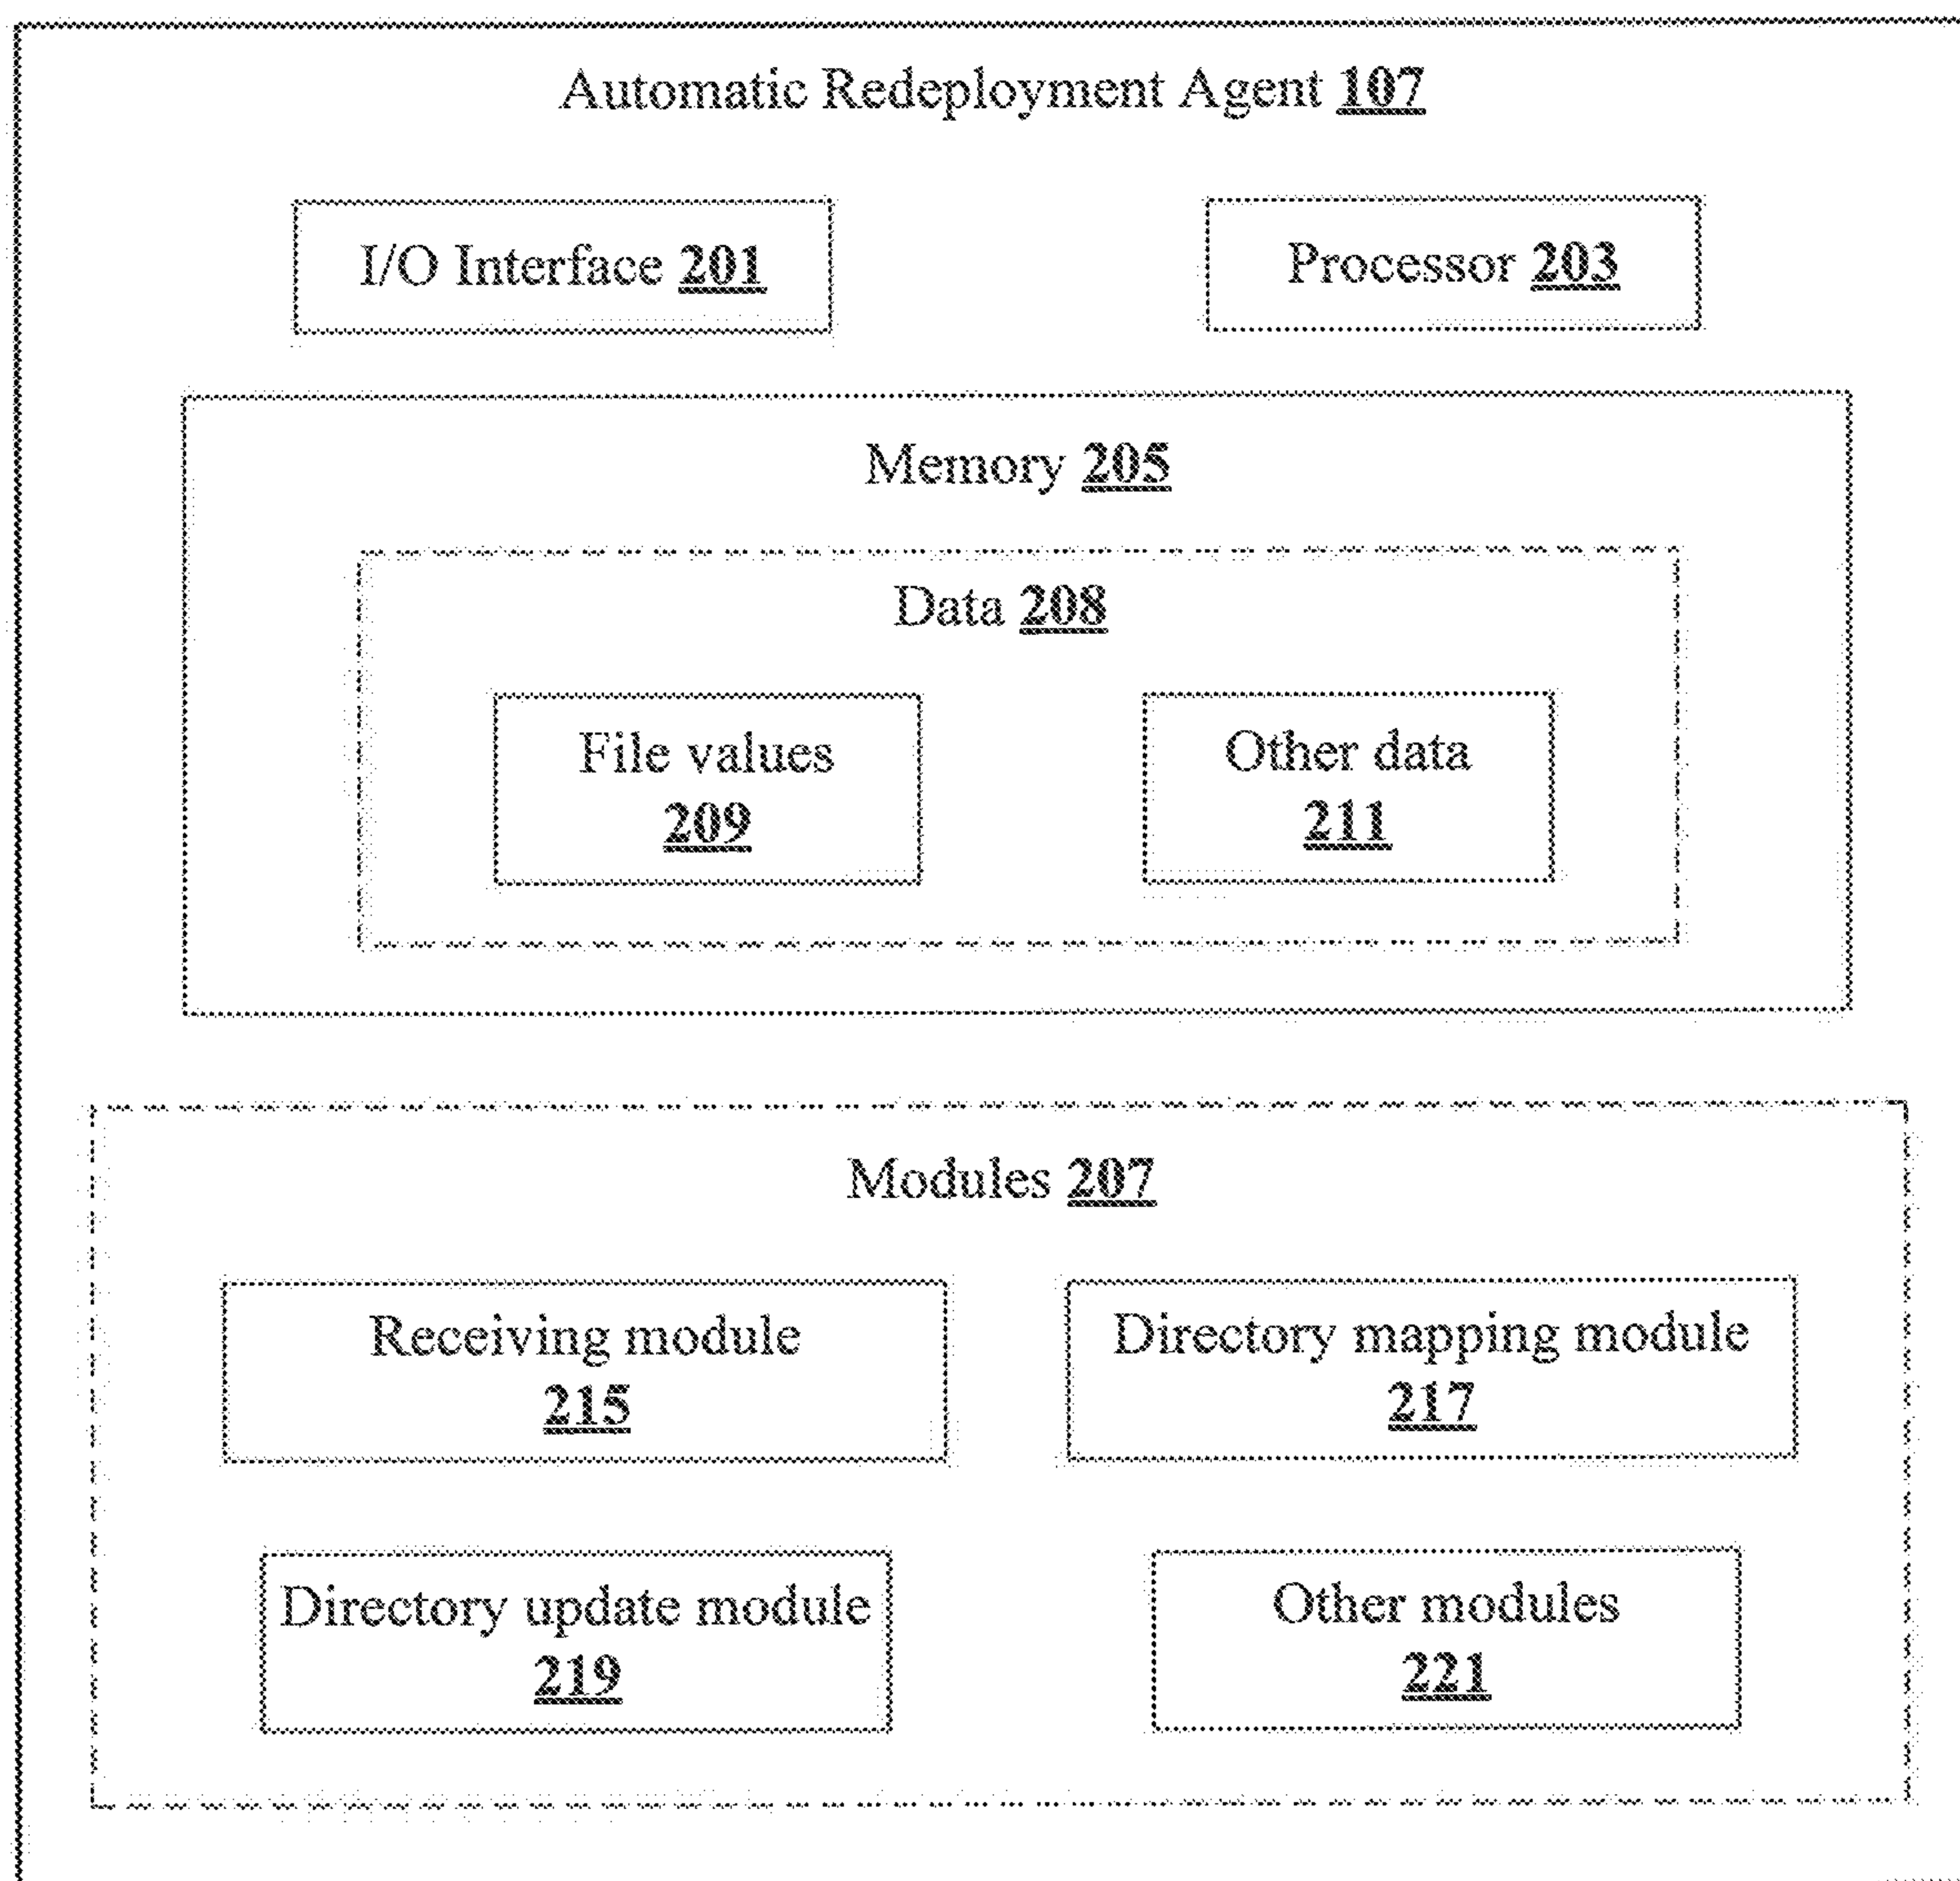 Automatic Redeployment Agent 107
I/O Interface 201
Processor 203
Memory 205
Data 208
File values
209
Other data
211
Modules 207
Receiving module
215
Directory mapping module
217
Directory update module
219
Other modules
221